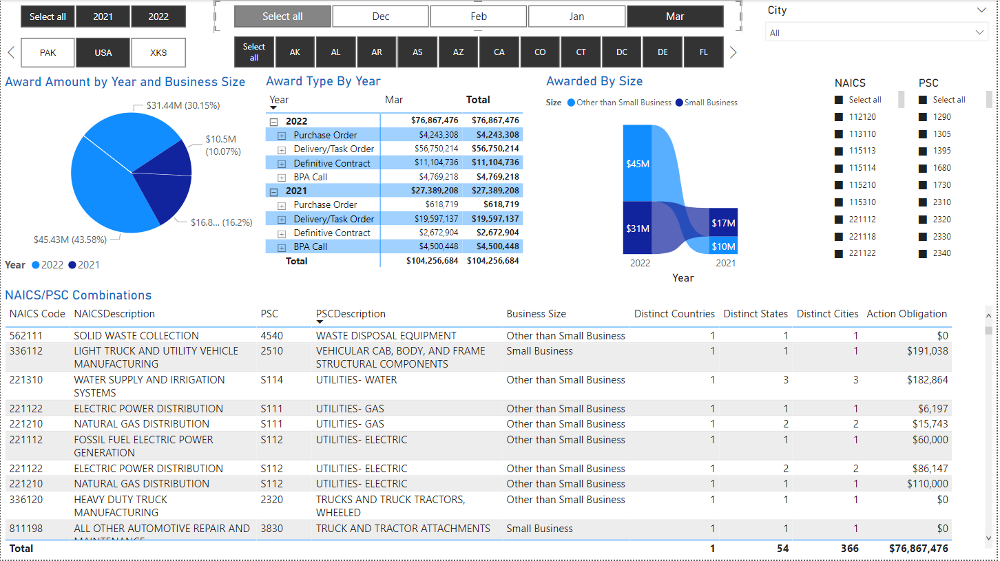 Select all 2021 2022
Select all Dec Feb Jan Mar
City
All
PAK USA XKS
Select all AK AL AR AS AZ CA CO CT DC DE FL
Award Amount by Year and Business Size
$31.44M (30.15%)
$10.5M
(10.07%)
$16.8... (16.2%)
$45.43M (43.58%)
Year 2022 2021
Award Type By Year
Year Mar Total
2022 $76,867,476 $76,867,476
Purchase Order $4,243,308 $4,243,308
Delivery/Task Order $56,750,214 $56,750,214
Definitive Contract $11,104,736 $11,104,736
BPA Call $4,769,218 $4,769,218
2021 $27,389,208 $27,389,208
Purchase Order $618,719 $618,719
Delivery/Task Order $19,597,137 $19,597,137
Definitive Contract $2,672,904 $2,672,904
BPA Call $4,500,448 $4,500,448
Total $104,256,684 $104,256,684
Awarded By Size
Size Other than Small Business Small Business
$45M
$31M
$17M
$10M
2022 2021
Year
NAICS
Select all
112120
113110
115113
115114
115210
115310
221112
221118
221122
PSC
Select all
1290
1305
1395
1680
1730
2310
2320
2330
2340
NAICS/PSC Combinations
NAICS Code NAICSDescription PSC PSCDescription Business Size Distinct Countries Distinct States Distinct Cities Action Obligation
562111 SOLID WASTE COLLECTION 4540 WASTE DISPOSAL EQUIPMENT Other than Small Business 1 1 1 $0
336112 LIGHT TRUCK AND UTILITY VEHICLE 2510 VEHICULAR CAB, BODY, AND FRAME Small Business 1 1 1 $191,038
MANUFACTURING STRUCTURAL COMPONENTS
221310 WATER SUPPLY AND IRRIGATION S114 UTILITIES- WATER Other than Small Business 1 3 3 $182,864
SYSTEMS
221122 ELECTRIC POWER DISTRIBUTION S111 UTILITIES- GAS Other than Small Business 1 1 1 $6,197
221210 NATURAL GAS DISTRIBUTION S111 UTILITIES- GAS Other than Small Business 1 2 2 $15,743
221112 FOSSIL FUEL ELECTRIC POWER S112 UTILITIES- ELECTRIC Other than Small Business 1 1 1 $60,000
GENERATION
221122 ELECTRIC POWER DISTRIBUTION S112 UTILITIES- ELECTRIC Other than Small Business 1 2 2 $86,147
221210 NATURAL GAS DISTRIBUTION S112 UTILITIES- ELECTRIC Other than Small Business 1 1 1 $110,000
336120 HEAVY DUTY TRUCK 2320 TRUCKS AND TRUCK TRACTORS, Other than Small Business 1 1 1 $0
MANUFACTURING WHEELED
811198 ALL OTHER AUTOMOTIVE REPAIR AND 3830 TRUCK AND TRACTOR ATTACHMENTS Small Business 1 1 1 $0
Total 1 54 366 $76,867,476